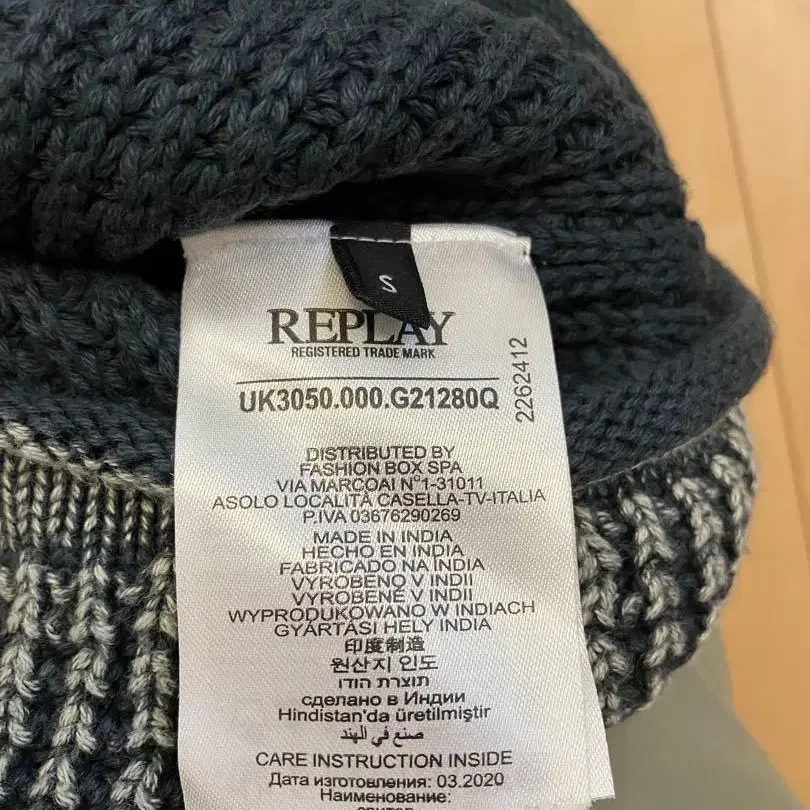 S
REPLAY
REGISTERED TRADE MARK
UK3050.000.G21280Q
2262412
DISTRIBUTED BY
FASHION BOX SPA
VIA MARCOAI N°1-31011
ASOLO LOCALITÀ CASELLA-TV-ITALIA
P.IVA 03676290269
MADE IN INDIA
HECHO EN INDIA
FABRICADO NA ÍNDIA
VYROBENO V INDII
VYROBENÉ V INDII
WYPRODUKOWANO W INDIACH
GYÁRTÁSI HELY INDIA
印度制造
원산지 인도
תוצרת הודו
сделано в Индии
Hindistan'da üretilmiştir
صنع في الهند
CARE INSTRUCTION INSIDE
Дата изготовления: 03.2020
Наименование:
свитер